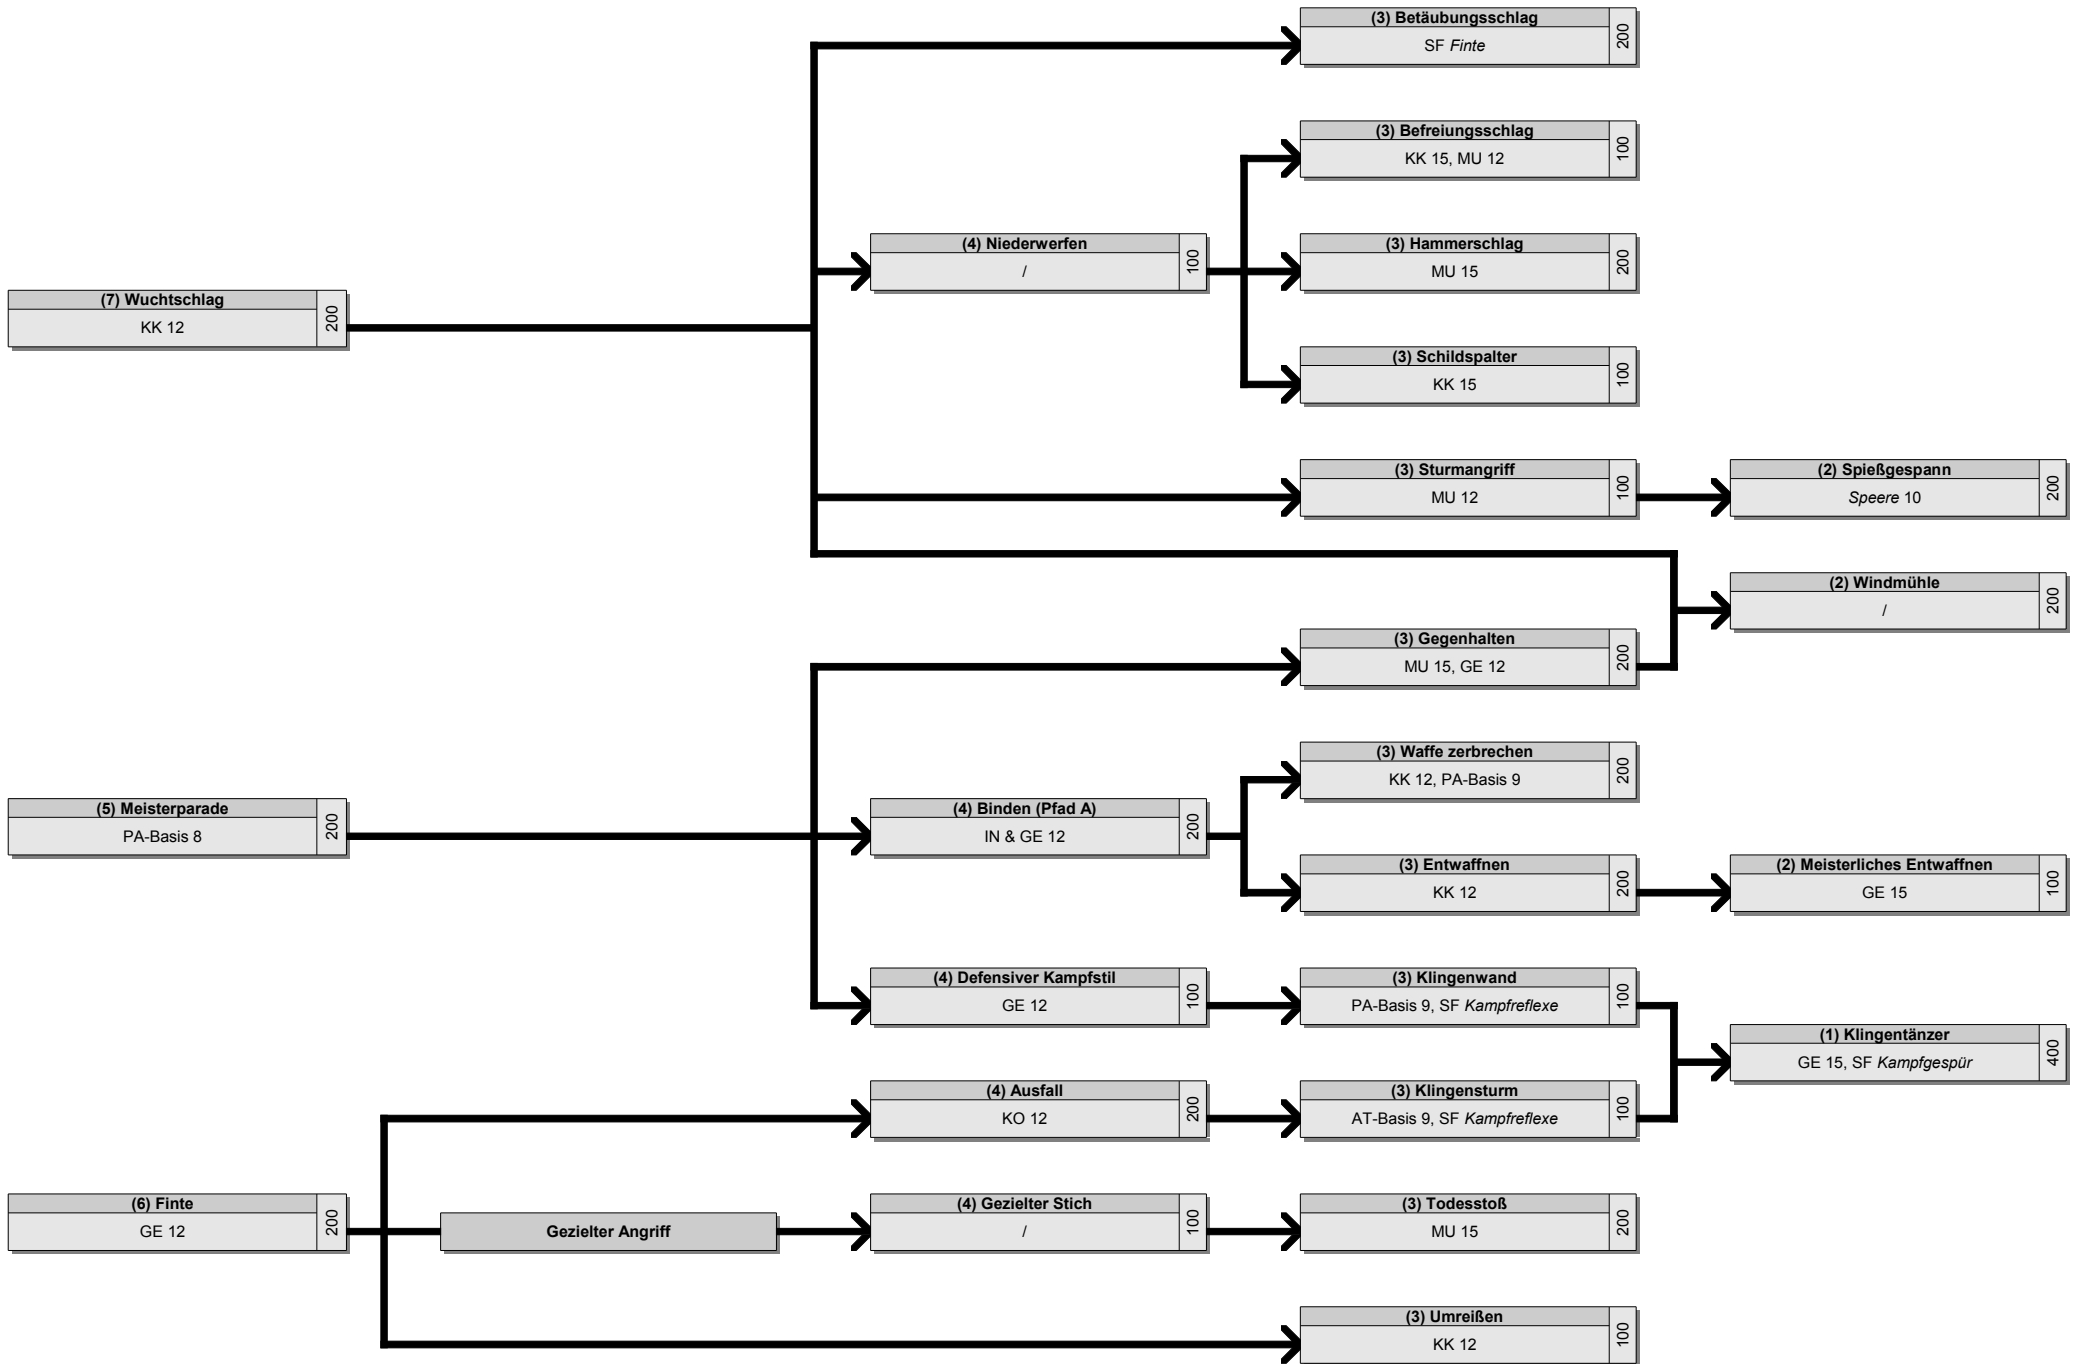 (3) Betäubungsschlag
SF Finte
200
(3) Befreiungsschlag
KK 15, MU 12
100
(4) Niederwerfen
/
100
(3) Hammerschlag
MU 15
200
(7) Wuchtschlag
KK 12
200
(3) Schildspalter
KK 15
100
(3) Sturmangriff
MU 12
100
(2) Spießgespann
Speere 10
200
(2) Windmühle
/
200
(3) Gegenhalten
MU 15, GE 12
200
(3) Waffe zerbrechen
KK 12, PA-Basis 9
200
(5) Meisterparade
PA-Basis 8
200
(4) Binden (Pfad A)
IN & GE 12
200
(3) Entwaffnen
KK 12
200
(2) Meisterliches Entwaffnen
GE 15
100
(4) Defensiver Kampfstil
GE 12
100
(3) Klingenwand
PA-Basis 9, SF Kampfreflexe
100
(1) Klingentänzer
GE 15, SF Kampfgespür
400
(4) Ausfall
KO 12
200
(3) Klingensturm
AT-Basis 9, SF Kampfreflexe
100
(6) Finte
GE 12
200
Gezielter Angriff
(4) Gezielter Stich
/
100
(3) Todesstoß
MU 15
200
(3) Umreißen
KK 12
100